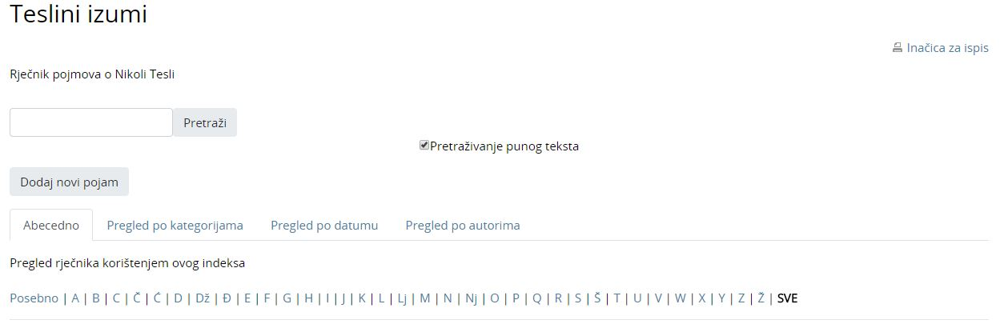 Teslini izumi
Inačica za ispis
Rječnik pojmova o Nikoli Tesli
Pretraži
Pretraživanje punog teksta
Dodaj novi pojam
Abecedno Pregled po kategorijama Pregled po datumu Pregled po autorima
Pregled rječnika korištenjem ovog indeksa
Posebno | A | B | C | Č | Ć | D | Dž | Đ | E | F | G | H | I | J | K | L | Lj | M | N | Nj | O | P | Q | R | S | Š | T | U | V | W | X | Y | Z | Ž | SVE